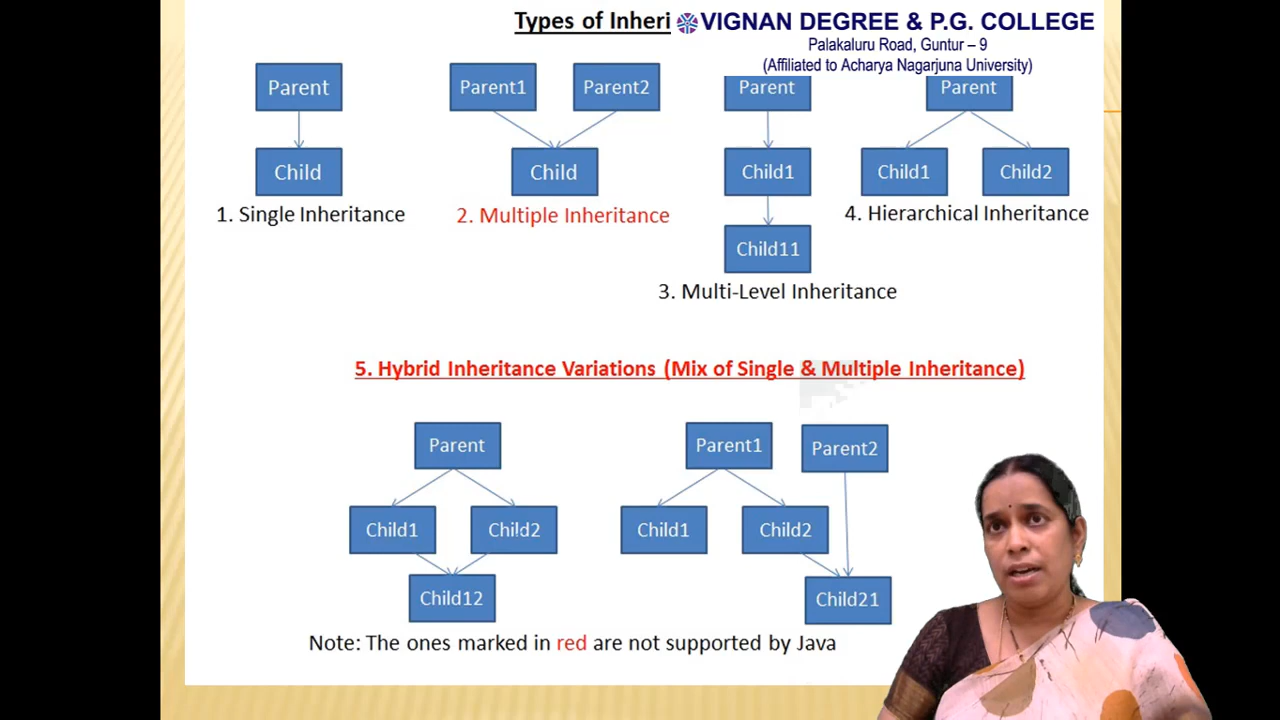 Types of Inheri
VIGNAN DEGREE & P.G. COLLEGE
Palakaluru Road, Guntur – 9
(Affiliated to Acharya Nagarjuna University)
Parent
Parent1
Parent2
Parent
Parent
Child
Child
Child1
Child1
Child2
1. Single Inheritance
2. Multiple Inheritance
4. Hierarchical Inheritance
Child11
3. Multi-Level Inheritance
5. Hybrid Inheritance Variations (Mix of Single & Multiple Inheritance)
Parent
Parent1
Parent2
Child1
Child2
Child1
Child2
Child12
Child21
Note: The ones marked in red are not supported by Java